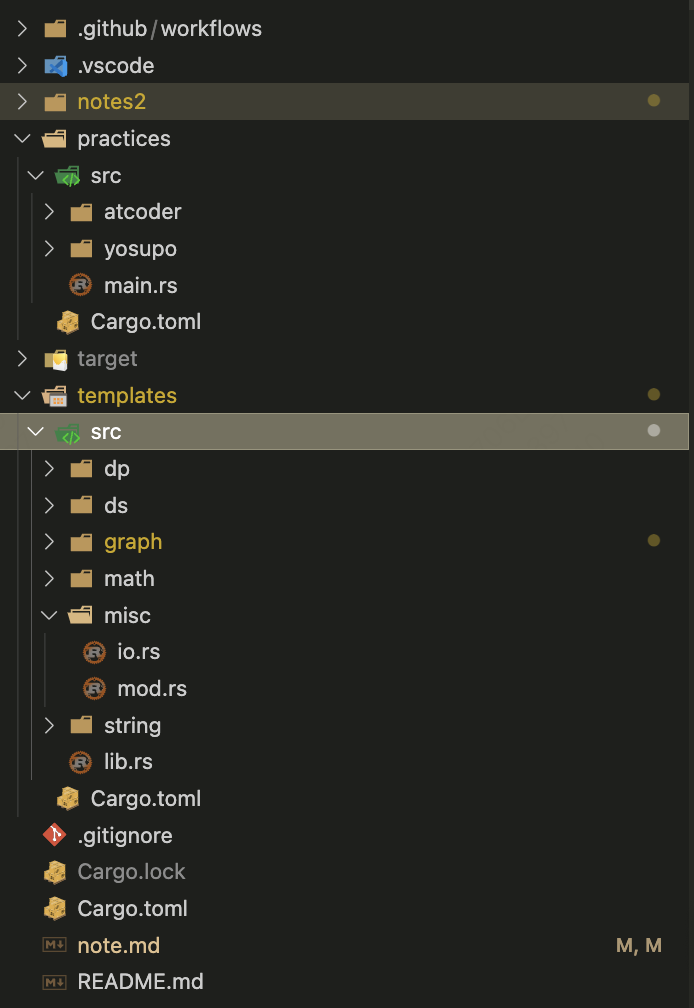 .github/workflows
.vscode
notes2
practices
src
atcoder
yosupo
main.rs
Cargo.toml
target
templates
src
dp
ds
graph
math
misc
io.rs
mod.rs
string
lib.rs
Cargo.toml
.gitignore
Cargo.lock
Cargo.toml
note.md M, M
README.md